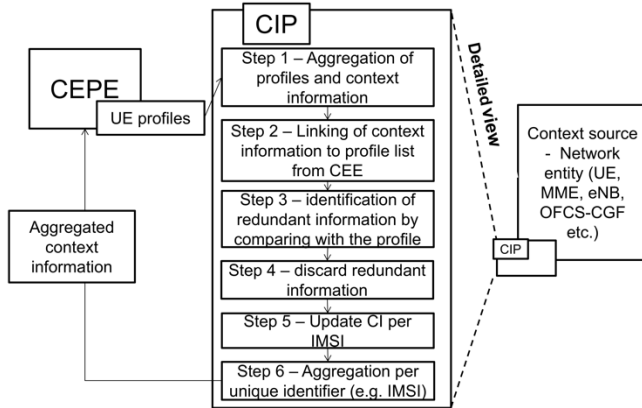 CIP
Step 1 – Aggregation of
profiles and context
information
CEPE
UE profiles
Step 2 – Linking of context
information to profile list
from CEE
Step 3 – identification of
redundant information by
comparing with the profile
Step 4 – discard redundant
information
Step 5 – Update CI per
IMSI
Step 6 – Aggregation per
unique identifier (e.g. IMSI)
Aggregated
context
information
Detailed view
Context source
- Network
entity (UE,
MME, eNB,
OFCS-CGF
etc.)
CIP